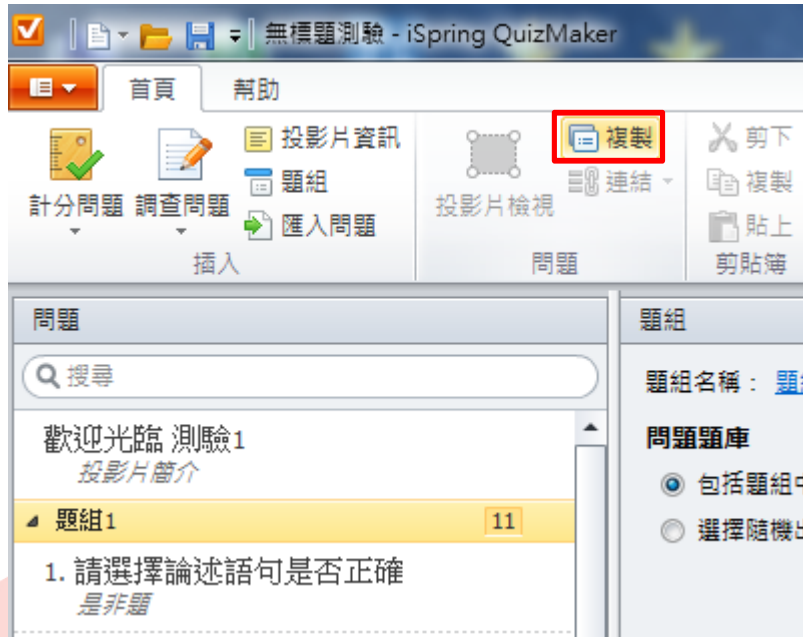 無標題測驗 - iSpring QuizMaker
首頁
幫助
計分問題
調查問題
投影片資訊
題組
匯入問題
插入
投影片檢視
複製
連結
問題
剪下
複製
貼上
剪貼簿
問題
搜尋
歡迎光臨 測驗1
投影片簡介
題組1
11
1. 請選擇論述語句是否正確
是非題
題組
題組名稱： 題
問題題庫
包括題組
選擇隨機